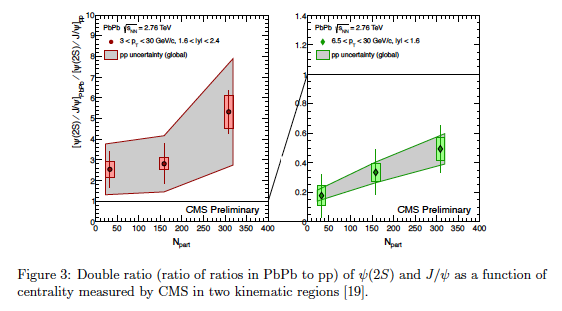 [ψ(2S) / J/ψ]PbPb / [ψ(2S) / J/ψ]pp
PbPb √sNN = 2.76 TeV
3 < pT < 30 GeV/c, 1.6 < |y| < 2.4
pp uncertainty (global)
10
9
8
7
6
5
4
3
2
1
0
CMS Preliminary
0 50 100 150 200 250 300 350 400
Npart
PbPb √sNN = 2.76 TeV
6.5 < pT < 30 GeV/c, |y| < 1.6
pp uncertainty (global)
1.4
1.2
1
0.8
0.6
0.4
0.2
0
CMS Preliminary
0 50 100 150 200 250 300 350 400
Npart
Figure 3: Double ratio (ratio of ratios in PbPb to pp) of ψ(2S) and J/ψ as a function of
centrality measured by CMS in two kinematic regions [19].